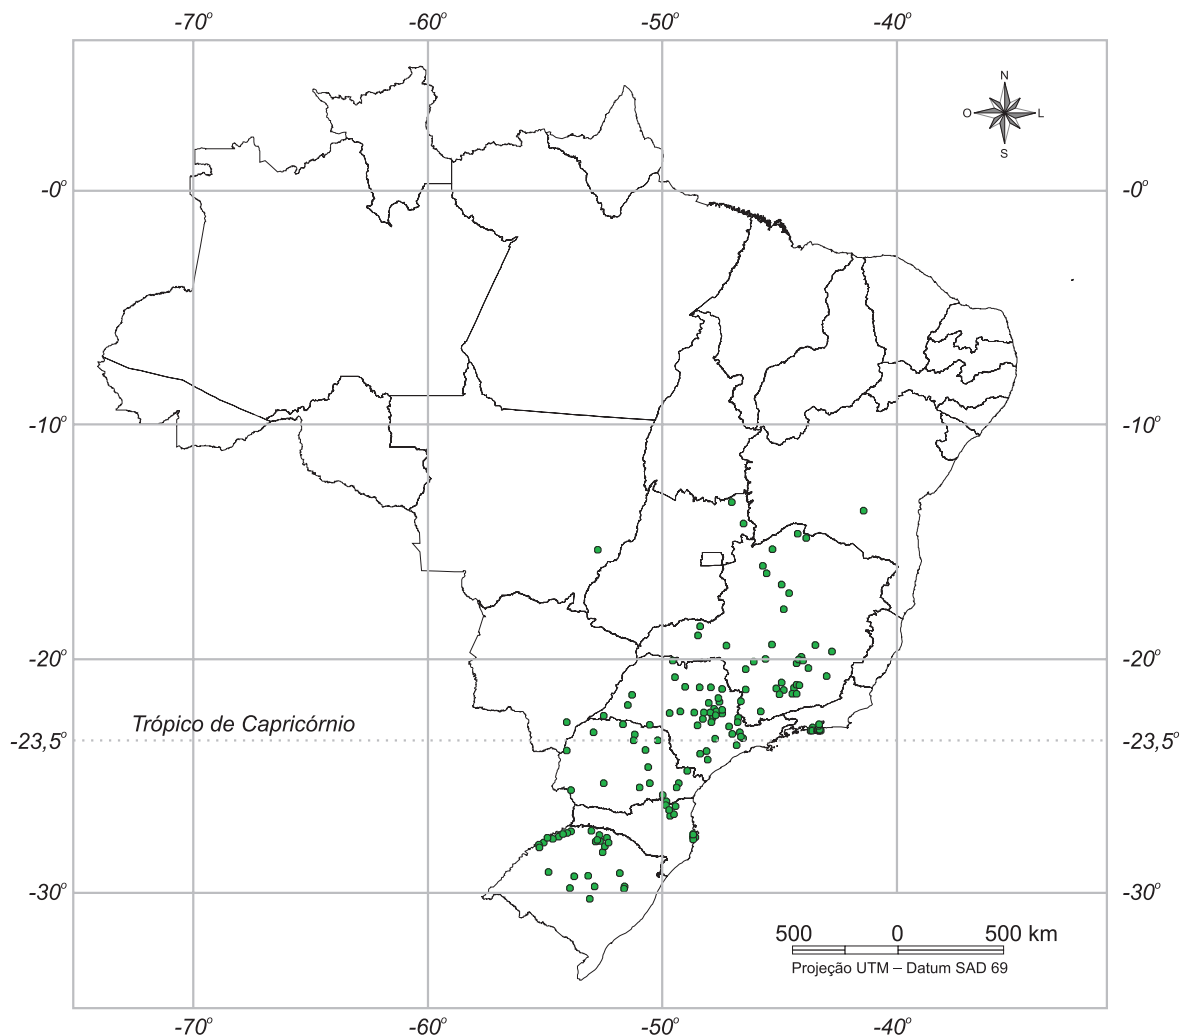 -70° -60° -50° -40°
N
O L
S
-0° -0°
-10° -10°
-20° -20°
Trópico de Capricórnio
-23,5° -23,5°
-30° -30°
500 0 500 km
Projeção UTM – Datum SAD 69
-70° -60° -50° -40°